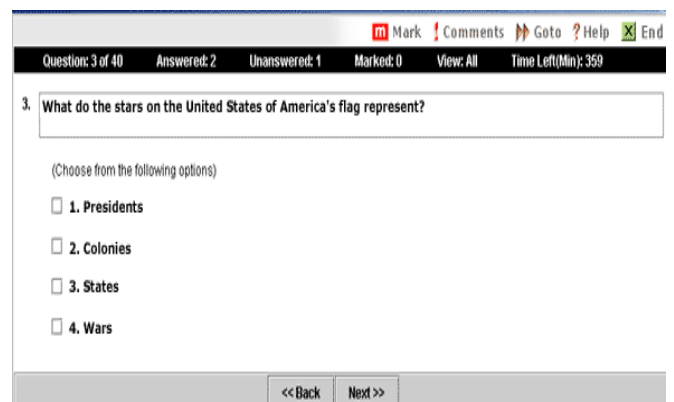 m Mark ! Comments Goto ? Help X End
Question: 3 of 40 Answered: 2 Unanswered: 1 Marked: 0 View: All Time Left(Min): 359
3. What do the stars on the United States of America's flag represent?
(Choose from the following options)
1. Presidents
2. Colonies
3. States
4. Wars
<< Back Next >>